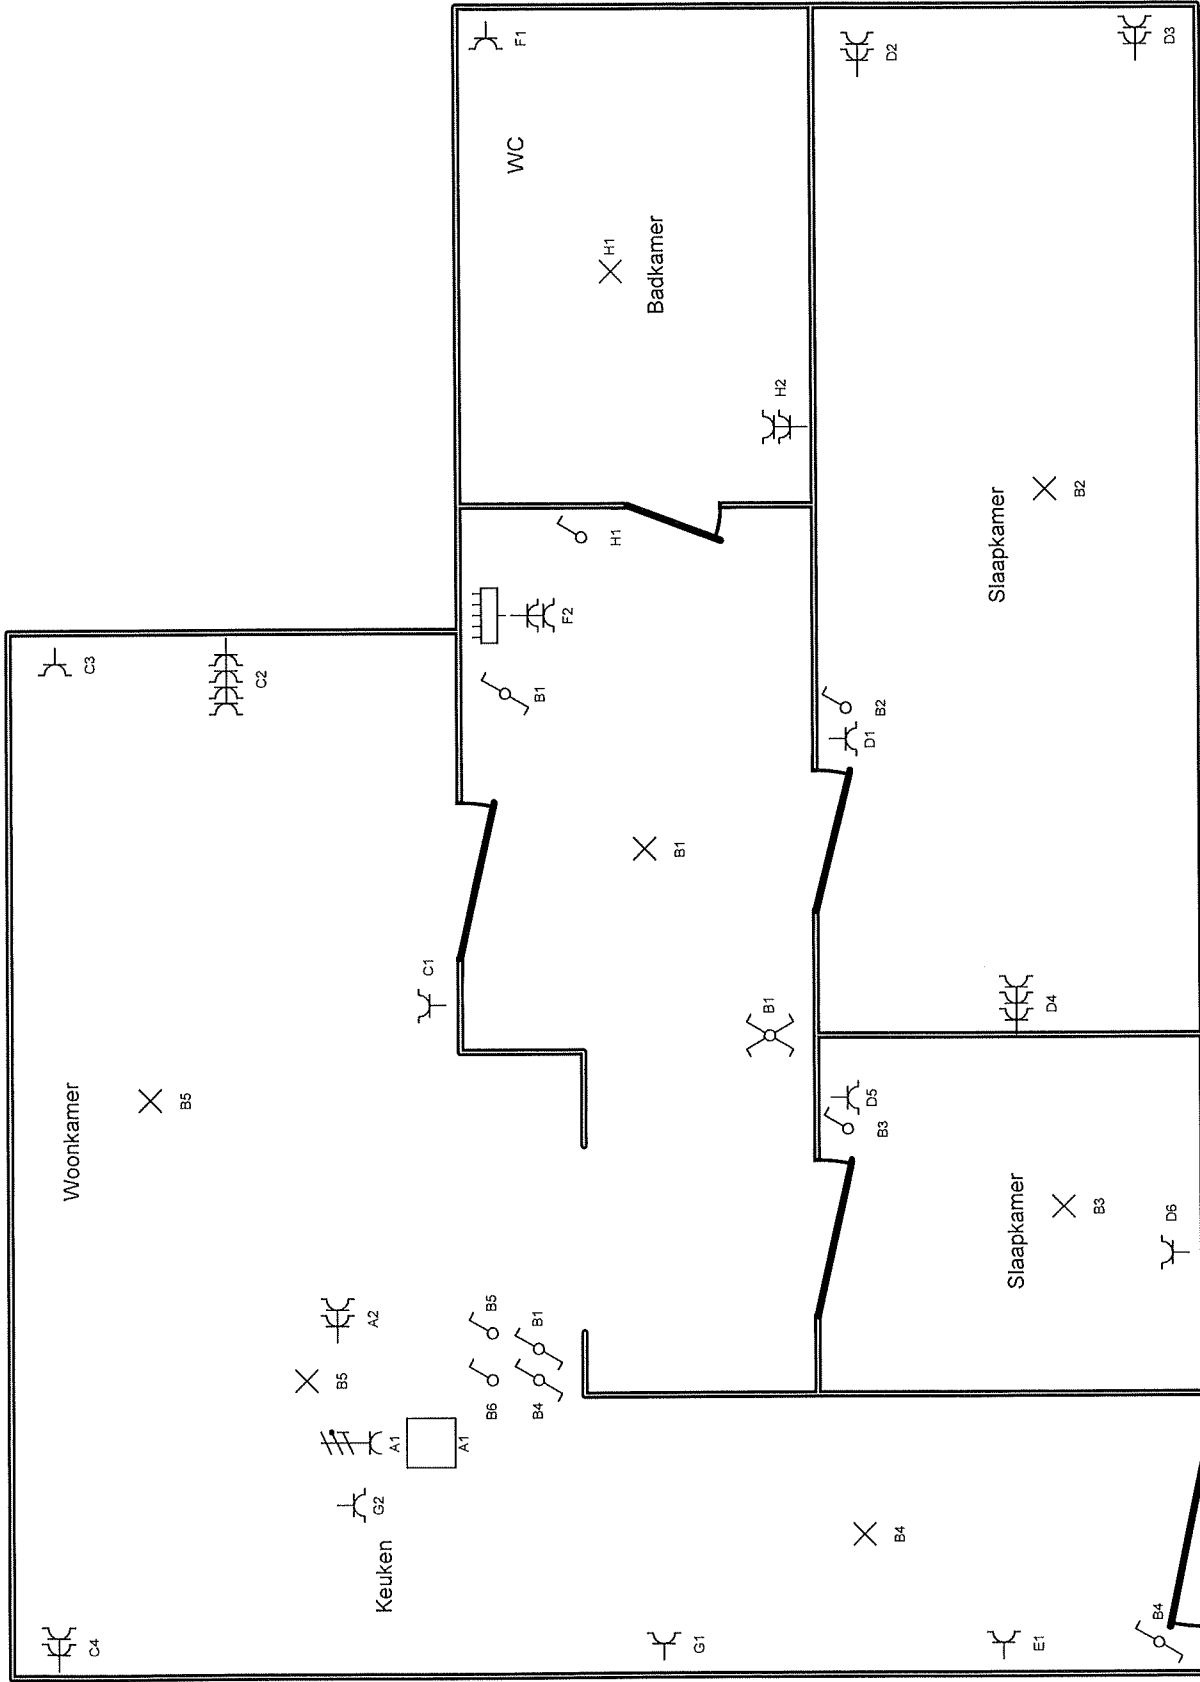 Woonkamer
C4
C3
B5
C2
B5
A2
Keuken
G2
A1
C1
A1
B6
B5
WC
F1
B4
B1
B1
F2
H1
H1
Badkamer
B1
G1
B1
H2
D5
D1
B3
B2
D2
B4
Slaapkamer
Slaapkamer
E1
D4
B2
B3
B4
D6
D3